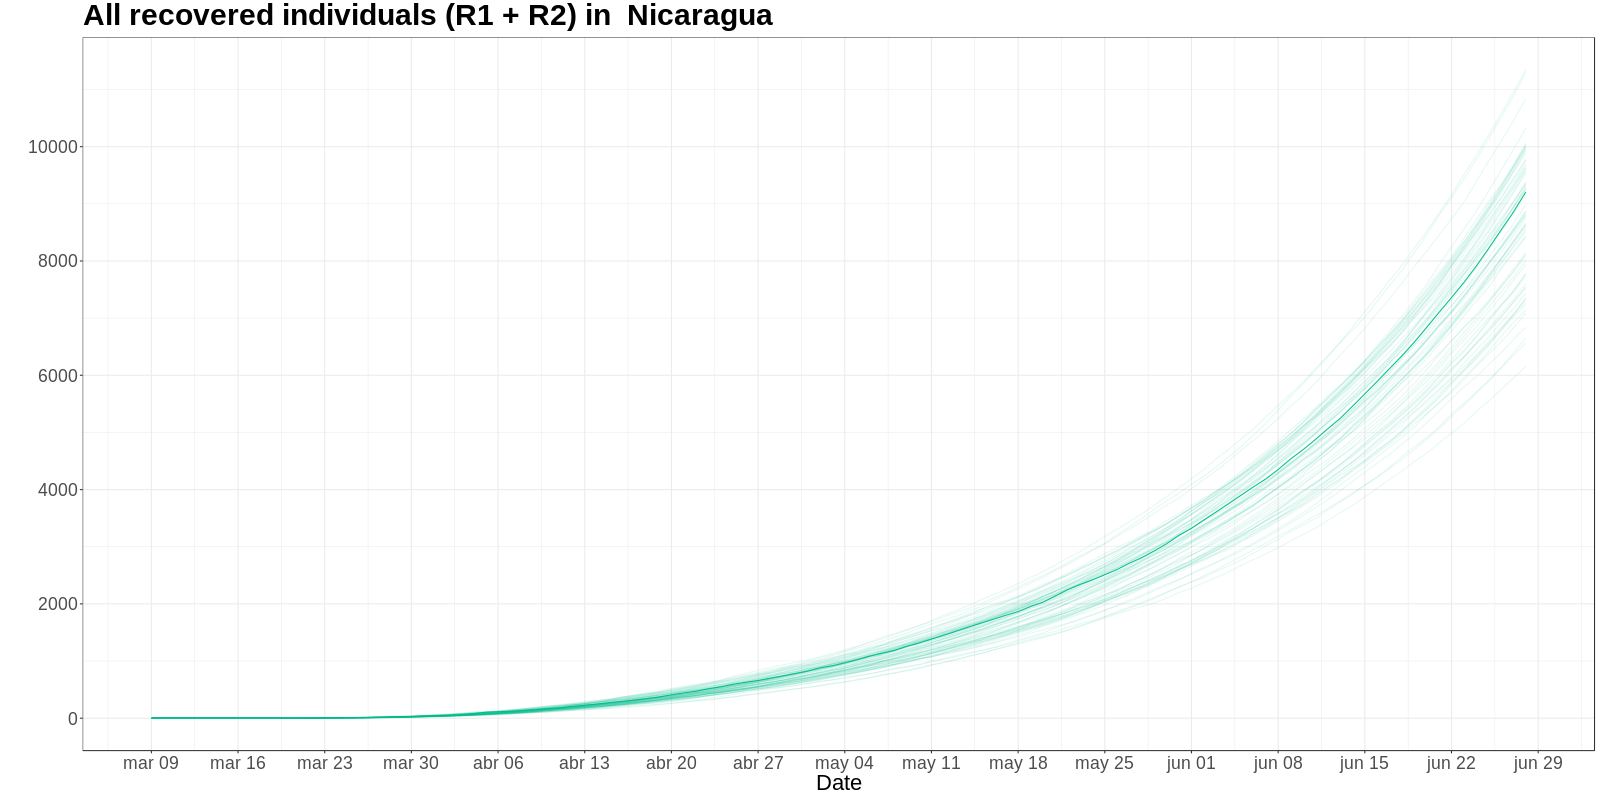 All recovered individuals (R1 + R2) in  Nicaragua
10000
8000
6000
4000
2000
0
mar 09 mar 16 mar 23 mar 30 abr 06 abr 13 abr 20 abr 27 may 04 may 11 may 18 may 25 jun 01 jun 08 jun 15 jun 22 jun 29
Date